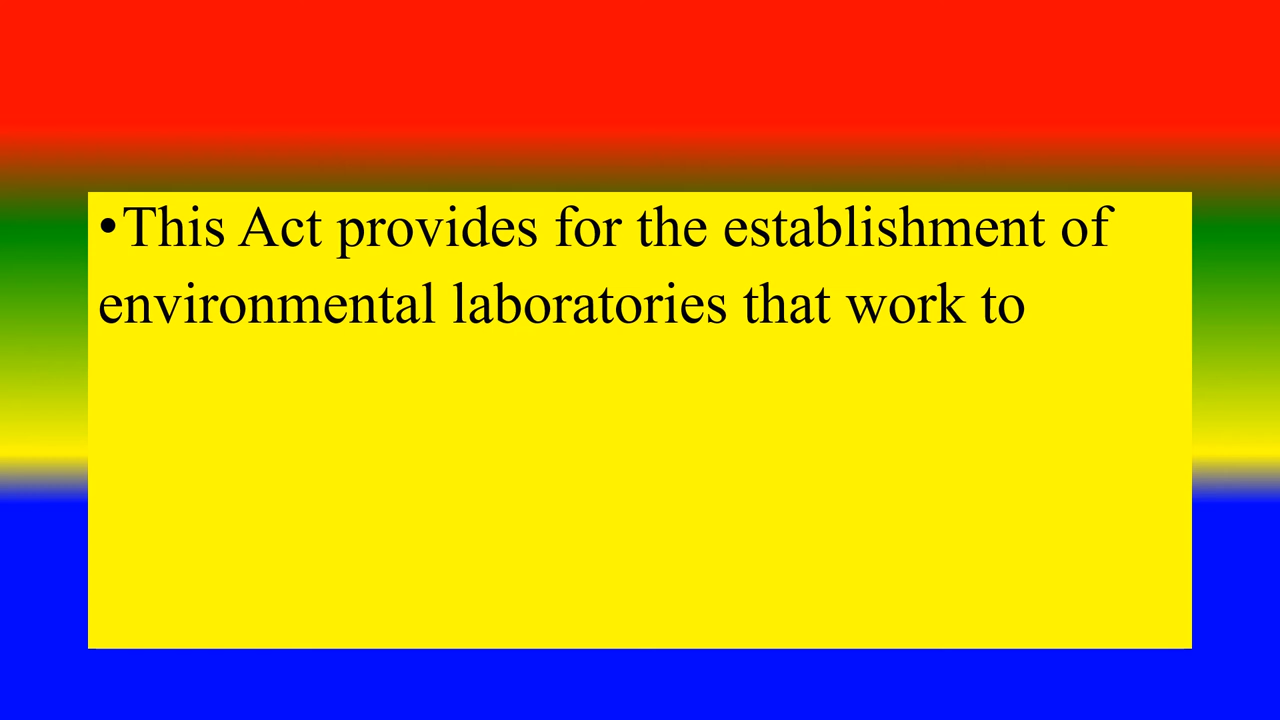 •This Act provides for the establishment of
environmental laboratories that work to